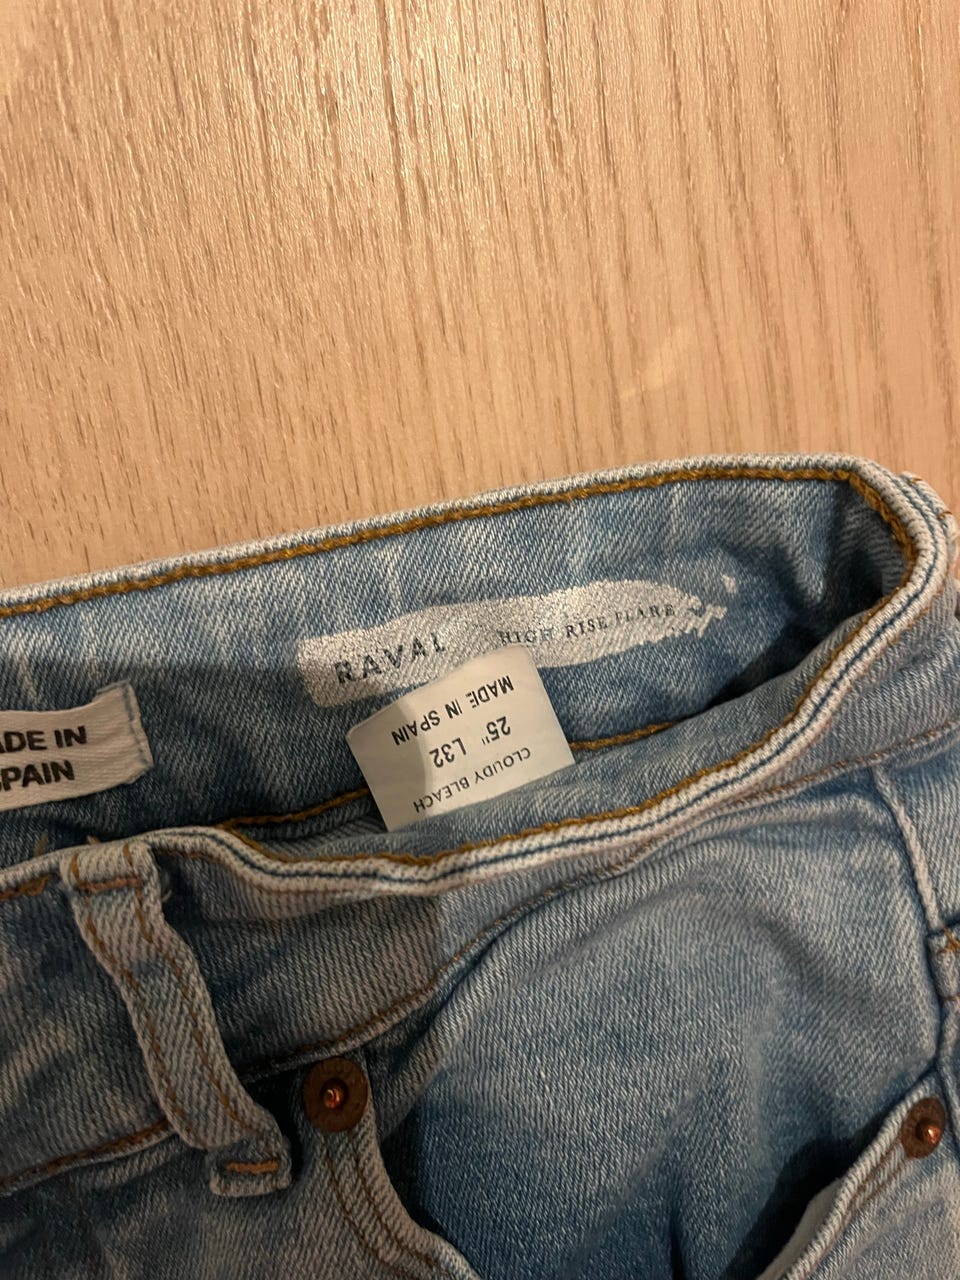 RAVAL HIGH RISE FLARE
CLOUDY BLEACH
25" L32
MADE IN SPAIN
ADE IN
SPAIN